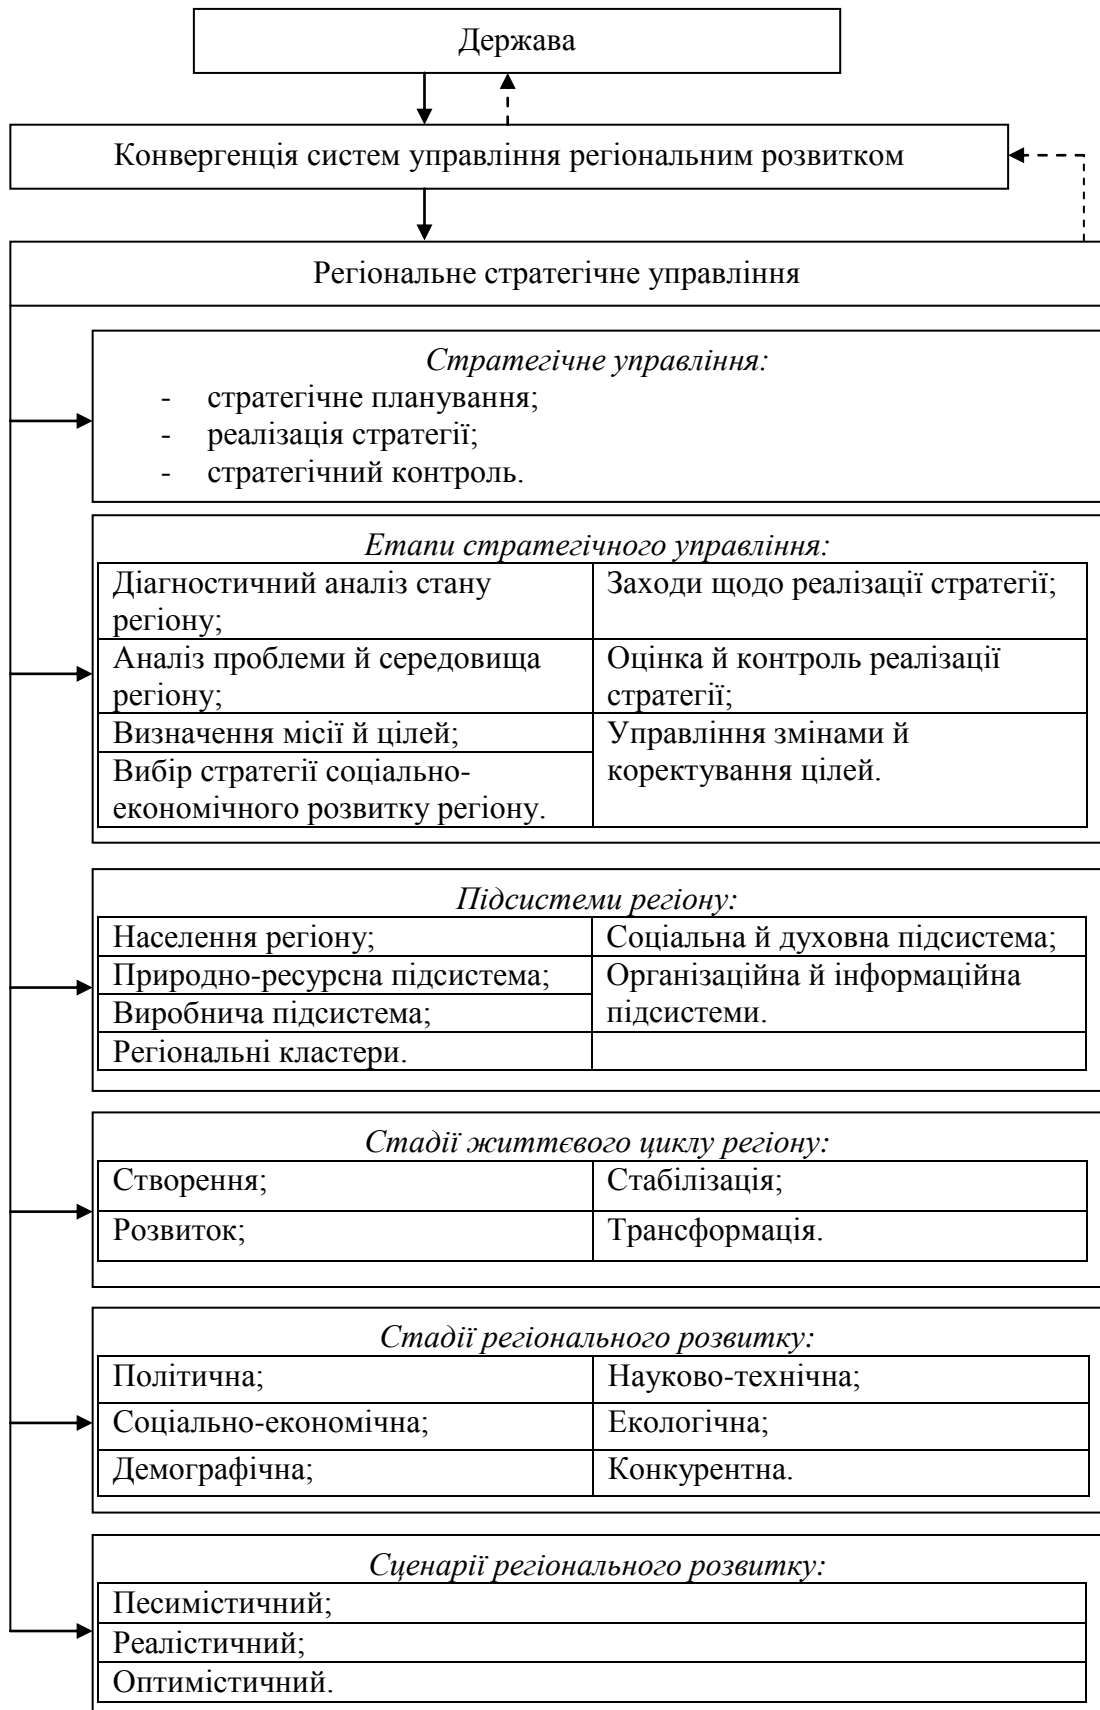 Держава
Конвергенція систем управління регіональним розвитком
Регіональне стратегічне управління
Стратегічне управління:
- стратегічне планування;
- реалізація стратегії;
- стратегічний контроль.
Етапи стратегічного управління:
Діагностичний аналіз стану
регіону;
Заходи щодо реалізації стратегії;
Аналіз проблеми й середовища
регіону;
Оцінка й контроль реалізації
стратегії;
Визначення місії й цілей;
Управління змінами й
коректування цілей.
Вибір стратегії соціально-
економічного розвитку регіону.
Підсистеми регіону:
Населення регіону;
Соціальна й духовна підсистема;
Природно-ресурсна підсистема;
Організаційна й інформаційна
підсистеми.
Виробнича підсистема;
Регіональні кластери.
Стадії життєвого циклу регіону:
Створення;
Стабілізація;
Розвиток;
Трансформація.
Стадії регіонального розвитку:
Політична;
Науково-технічна;
Соціально-економічна;
Екологічна;
Демографічна;
Конкурентна.
Сценарії регіонального розвитку:
Песимістичний;
Реалістичний;
Оптимістичний.